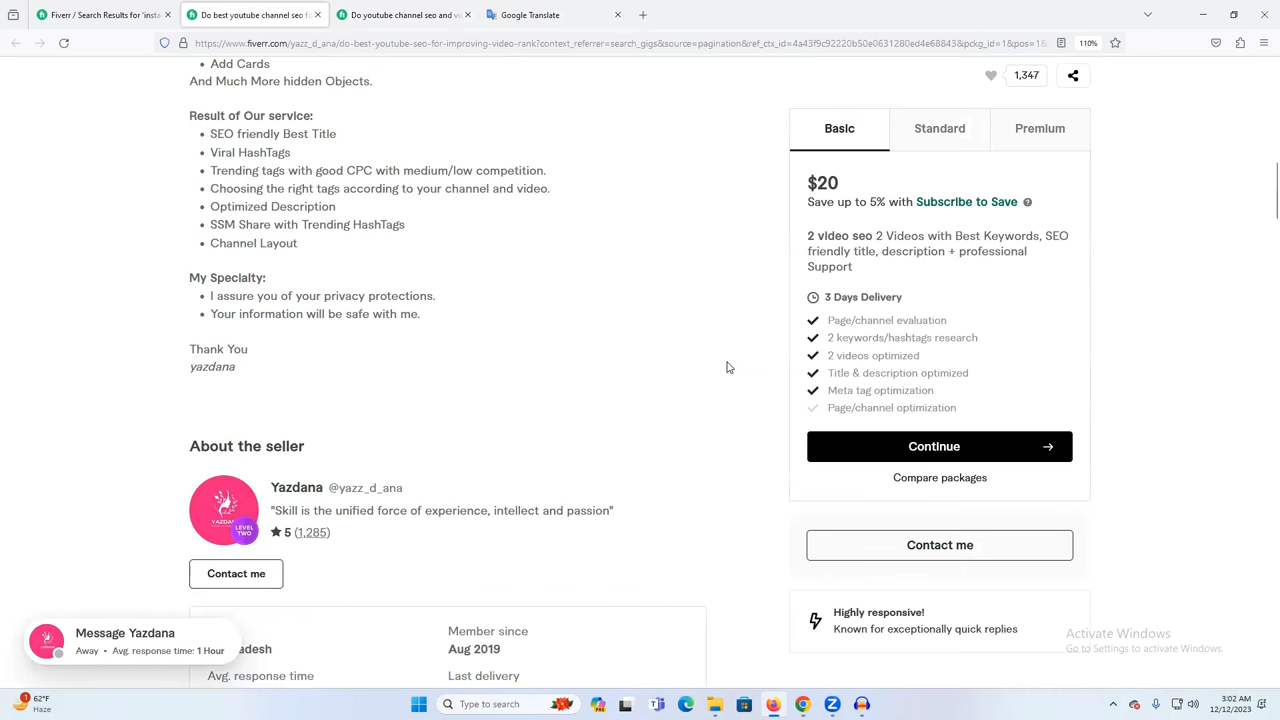 Fiverr / Search Results for 'insta
Do best youtube channel seo fo
Do youtube channel seo and vi
Google Translate
https://www.fiverr.com/yazz_d_ana/do-best-youtube-seo-for-improving-video-rank?context_referrer=search_gigs&source=pagination&ref_ctx_id=4a43f9c92220b50e0631280ed4e68843&pckg_id=1&pos=1&
110%
Add Cards
And Much More hidden Objects.
Result of Our service:
SEO friendly Best Title
Viral HashTags
Trending tags with good CPC with medium/low competition.
Choosing the right tags according to your channel and video.
Optimized Description
SSM Share with Trending HashTags
Channel Layout
My Specialty:
I assure you of your privacy protections.
Your information will be safe with me.
Thank You
yazdana
About the seller
YAZDANA
LEVEL TWO
Yazdana @yazz_d_ana
"Skill is the unified force of experience, intellect and passion"
5 (1,285)
Contact me
adesh
Avg. response time
Member since
Aug 2019
Last delivery
Message Yazdana
Away • Avg. response time: 1 Hour
1,347
Basic
Standard
Premium
$20
Save up to 5% with Subscribe to Save
2 video seo 2 Videos with Best Keywords, SEO
friendly title, description + professional
Support
3 Days Delivery
Page/channel evaluation
2 keywords/hashtags research
2 videos optimized
Title & description optimized
Meta tag optimization
Page/channel optimization
Continue
Compare packages
Contact me
Highly responsive!
Known for exceptionally quick replies
Activate Windows
Go to Settings to activate Windows.
62°F
Haze
Type to search
3:02 AM
12/12/2023